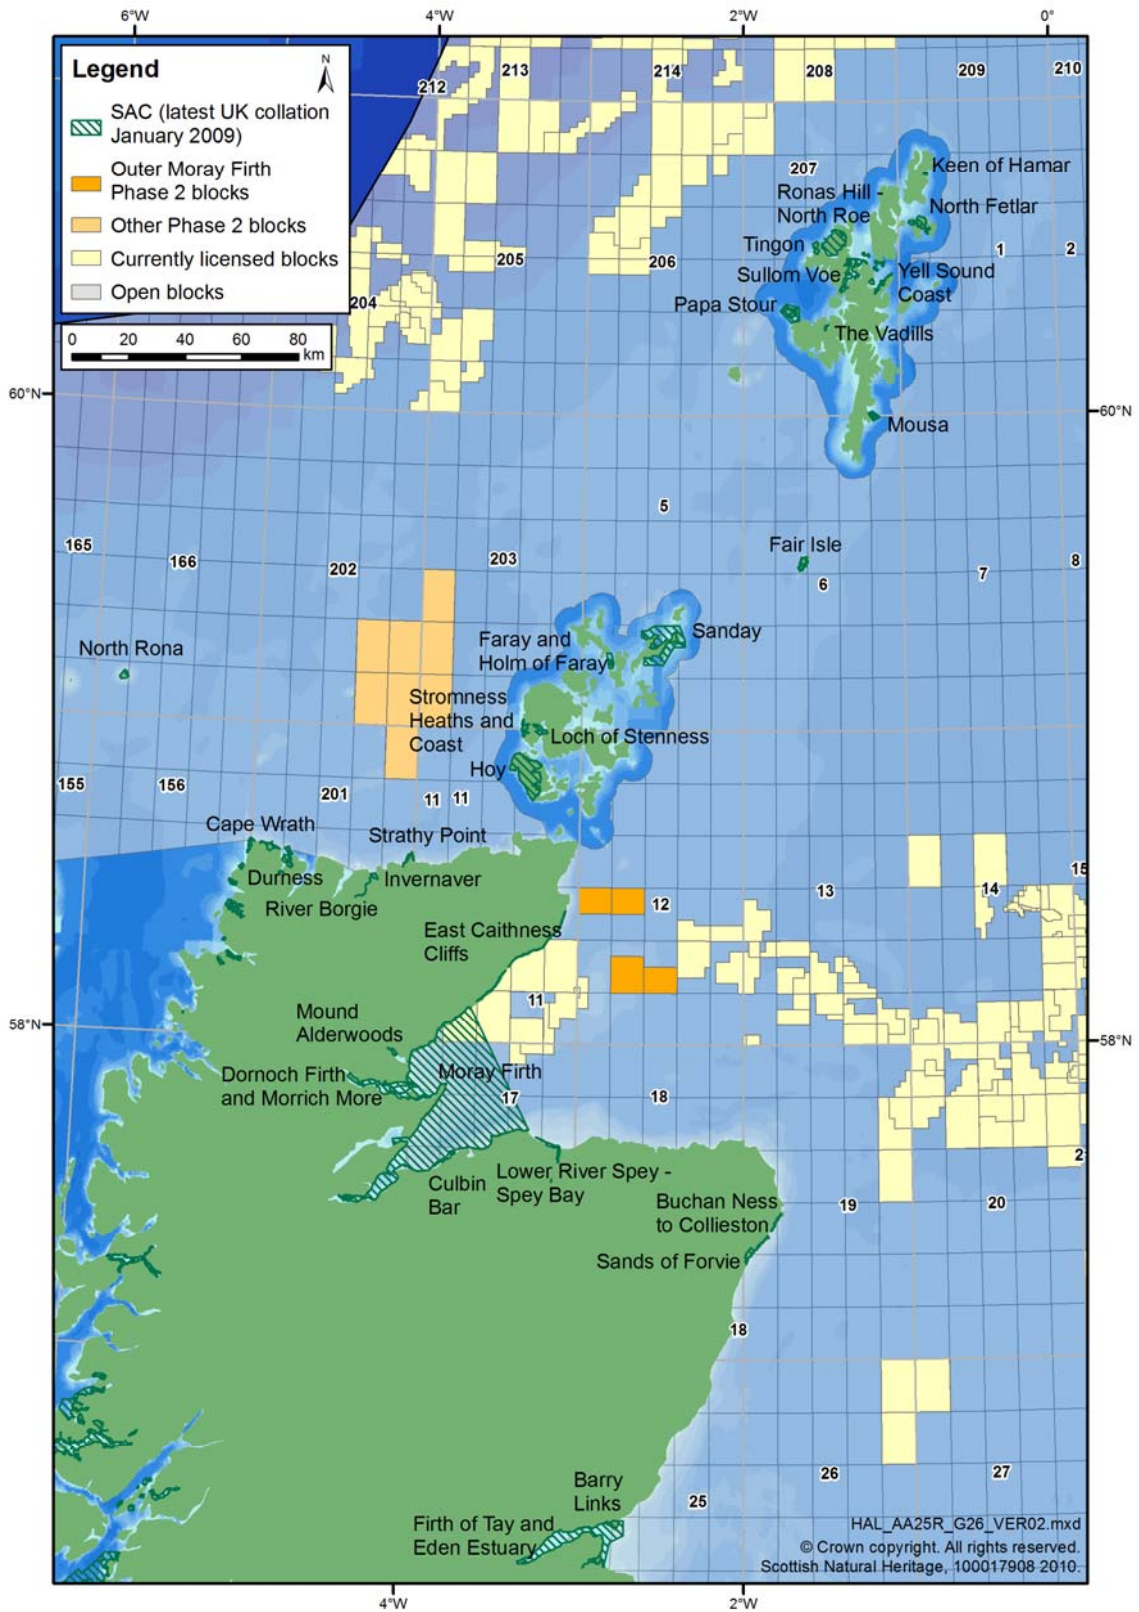 6°W
4°W
2°W
0°
Legend
N
SAC (latest UK collation
January 2009)
Outer Moray Firth
Phase 2 blocks
Other Phase 2 blocks
Currently licensed blocks
Open blocks
0 20 40 60 80
km
213
214
208
209
210
212
207
Keen of Hamar
Ronas Hill -
North Roe
North Fetlar
Tingon
205
206
1
2
Sullom Voe
Yell Sound
Coast
204
Papa Stour
The Vadills
60°N
60°N
Mousa
5
165
166
202
203
Fair Isle
6
7
8
North Rona
Faray and
Holm of Faray
Sanday
Stromness
Heaths and
Coast
Loch of Stenness
Hoy
155
156
201
11
11
Cape Wrath
Strathy Point
Durness
Invernaver
River Borgie
12
13
14
15
East Caithness
Cliffs
11
58°N
58°N
Mound
Alderwoods
Moray Firth
Dornoch Firth
and Morrich More
17
18
Culbin
Bar
Lower River Spey -
Spey Bay
2
Buchan Ness
to Collieston
19
20
Sands of Forvie
18
26
27
Barry
Links
25
Firth of Tay and
Eden Estuary
HAL_AA25R_G26_VER02.mxd
© Crown copyright. All rights reserved.
Scottish Natural Heritage, 100017908 2010.
4°W
2°W